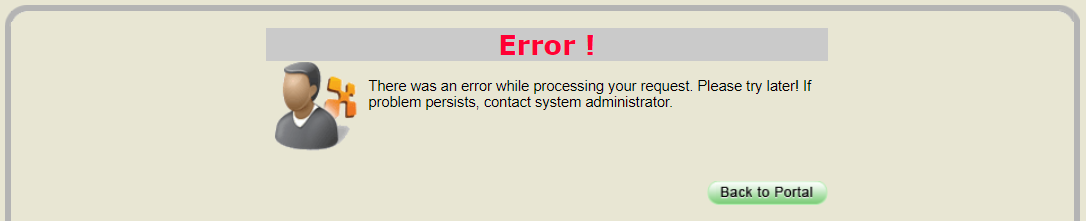 Error !
There was an error while processing your request. Please try later! If
problem persists, contact system administrator.
Back to Portal